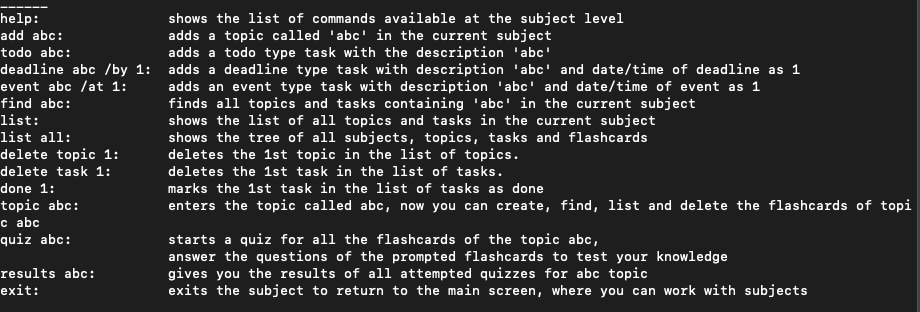 ______
help:            shows the list of commands available at the subject level
add abc:         adds a topic called 'abc' in the current subject
todo abc:        adds a todo type task with the description 'abc'
deadline abc /by 1:  adds a deadline type task with description 'abc' and date/time of deadline as 1
event abc /at 1:     adds an event type task with description 'abc' and date/time of event as 1
find abc:        finds all topics and tasks containing 'abc' in the current subject
list:            shows the list of all topics and tasks in the current subject
list all:        shows the tree of all subjects, topics, tasks and flashcards
delete topic 1:      deletes the 1st topic in the list of topics.
delete task 1:       deletes the 1st task in the list of tasks.
done 1:          marks the 1st task in the list of tasks as done
topic abc:       enters the topic called abc, now you can create, find, list and delete the flashcards of topi
c abc
quiz abc:        starts a quiz for all the flashcards of the topic abc,
answer the questions of the prompted flashcards to test your knowledge
results abc:     gives you the results of all attempted quizzes for abc topic
exit:            exits the subject to return to the main screen, where you can work with subjects